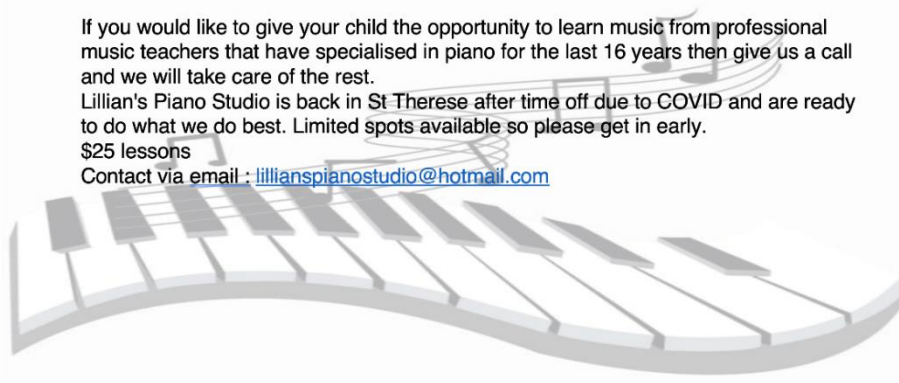 If you would like to give your child the opportunity to learn music from professional
music teachers that have specialised in piano for the last 16 years then give us a call
and we will take care of the rest.
Lillian's Piano Studio is back in St Therese after time off due to COVID and are ready
to do what we do best. Limited spots available so please get in early.
$25 lessons
Contact via email : lillianspianostudio@hotmail.com